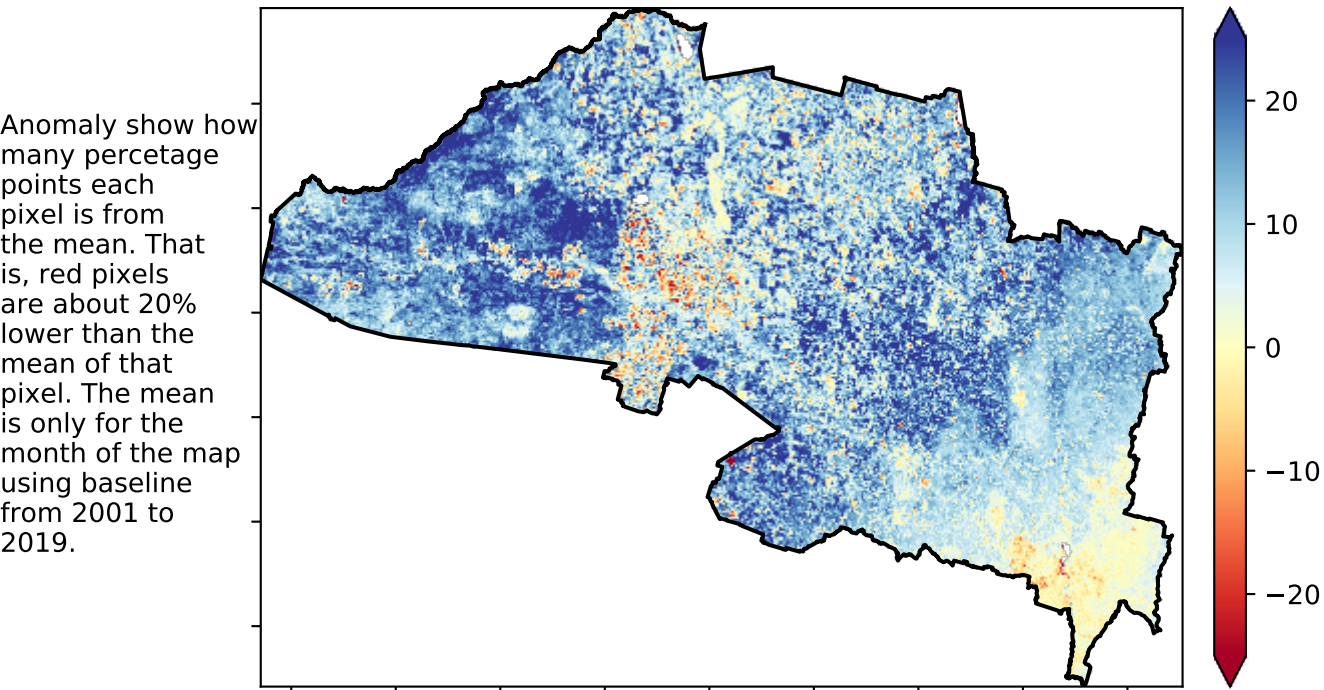 Anomaly show how
many percetage
points each
pixel is from
the mean. That
is, red pixels
are about 20%
lower than the
mean of that
pixel. The mean
is only for the
month of the map
using baseline
from 2001 to
2019.
20
10
0
−10
−20